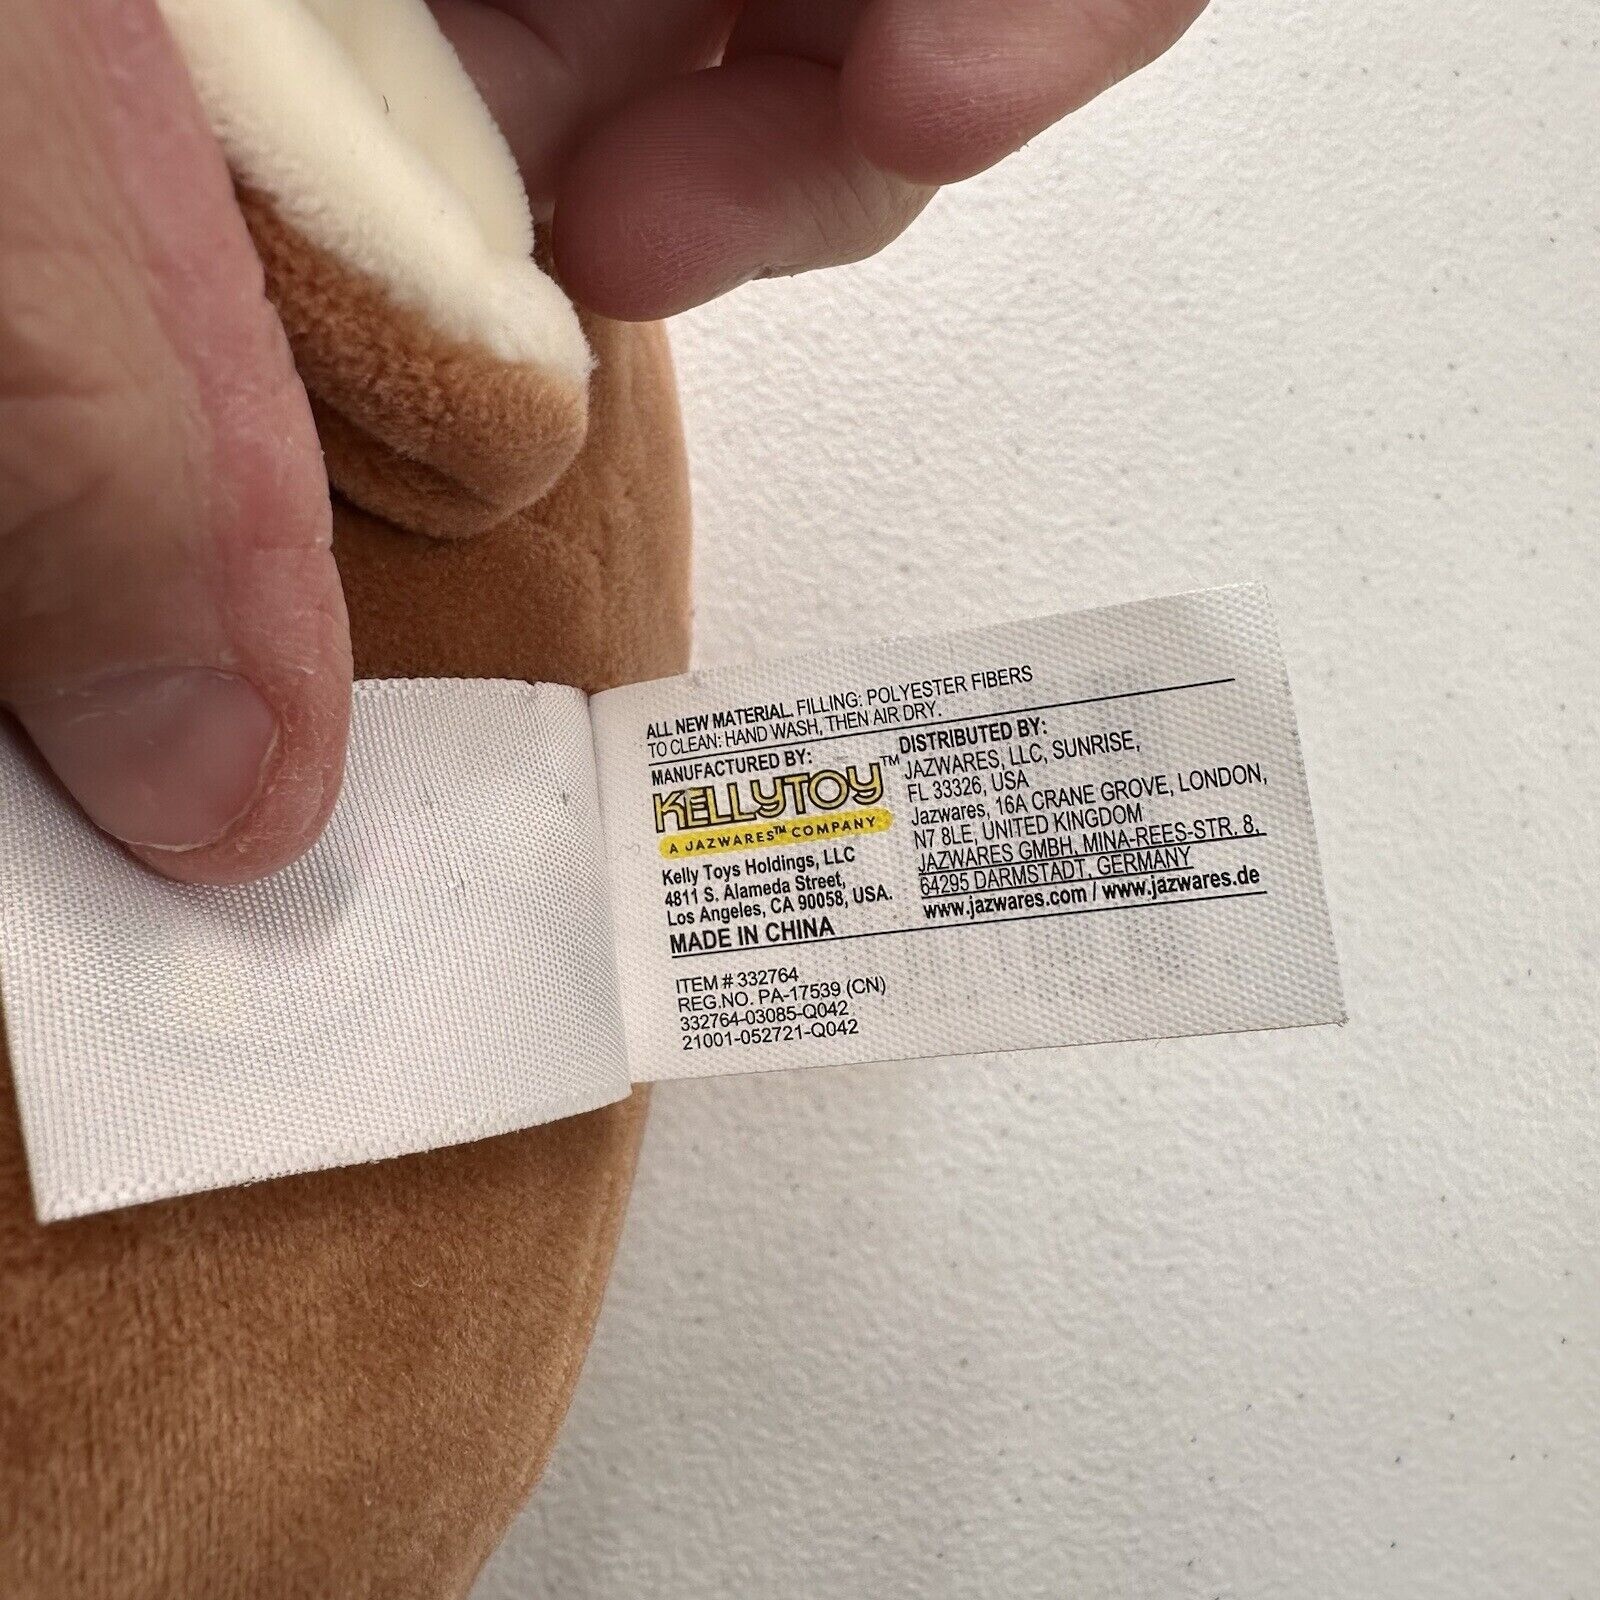 ALL NEW MATERIAL. FILLING: POLYESTER FIBERS
TO CLEAN: HAND WASH, THEN AIR DRY.
MANUFACTURED BY:
KELLYTOY™
A JAZWARES™ COMPANY
Kelly Toys Holdings, LLC
4811 S. Alameda Street,
Los Angeles, CA 90058, USA.
MADE IN CHINA
DISTRIBUTED BY:
JAZWARES, LLC, SUNRISE,
FL 33326, USA
Jazwares, 16A CRANE GROVE, LONDON,
N7 8LE, UNITED KINGDOM
JAZWARES GMBH, MINA-REES-STR. 8,
64295 DARMSTADT, GERMANY
www.jazwares.com / www.jazwares.de
ITEM # 332764
REG.NO. PA-17539 (CN)
332764-03085-Q042
21001-052721-Q042